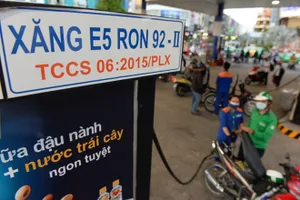 XĂNG E5 RON 92 - II
TCCS 06:2015/PLX
ữa đậu nành
+ nước trái cây
ngon tuyệt